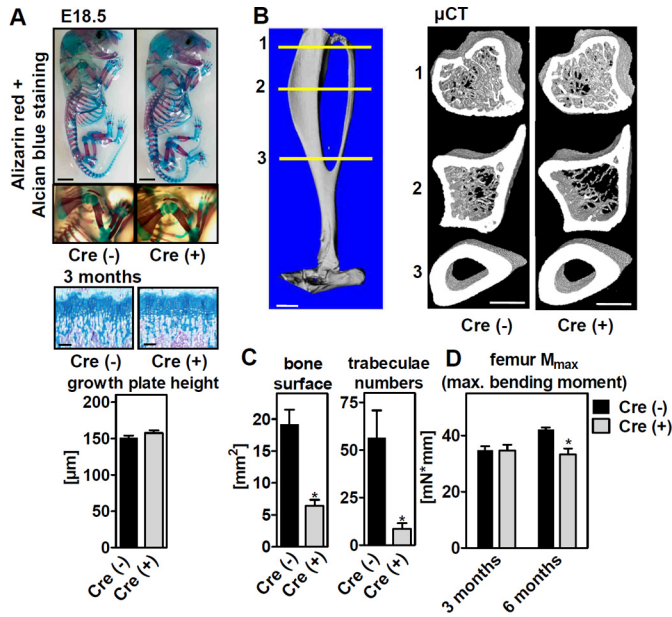 A
E18.5
Alizarin red +
Alcian blue staining
Cre (-) Cre (+)
3 months
Cre (-) Cre (+)
growth plate height
[µm]
200
150
100
50
0
Cre (-)
Cre (+)
B
1
2
3
µCT
1
2
3
Cre (-) Cre (+)
C
bone
surface
[mm²]
20
15
10
5
0
*
Cre (-)
Cre (+)
trabeculae
numbers
75
50
25
0
*
Cre (-)
Cre (+)
D
femur Mmax
(max. bending moment)
Cre (-)
Cre (+)
[mN*mm]
40
20
0
*
3 months
6 months